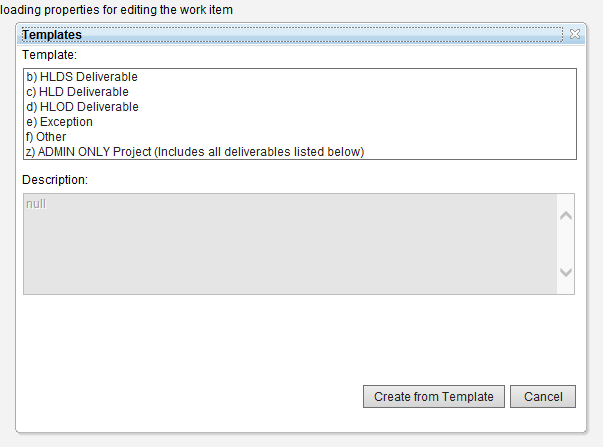 loading properties for editing the work item
Templates
Template:
b) HLDS Deliverable
c) HLD Deliverable
d) HLOD Deliverable
e) Exception
f) Other
z) ADMIN ONLY Project (Includes all deliverables listed below)
Description:
null
Create from Template
Cancel